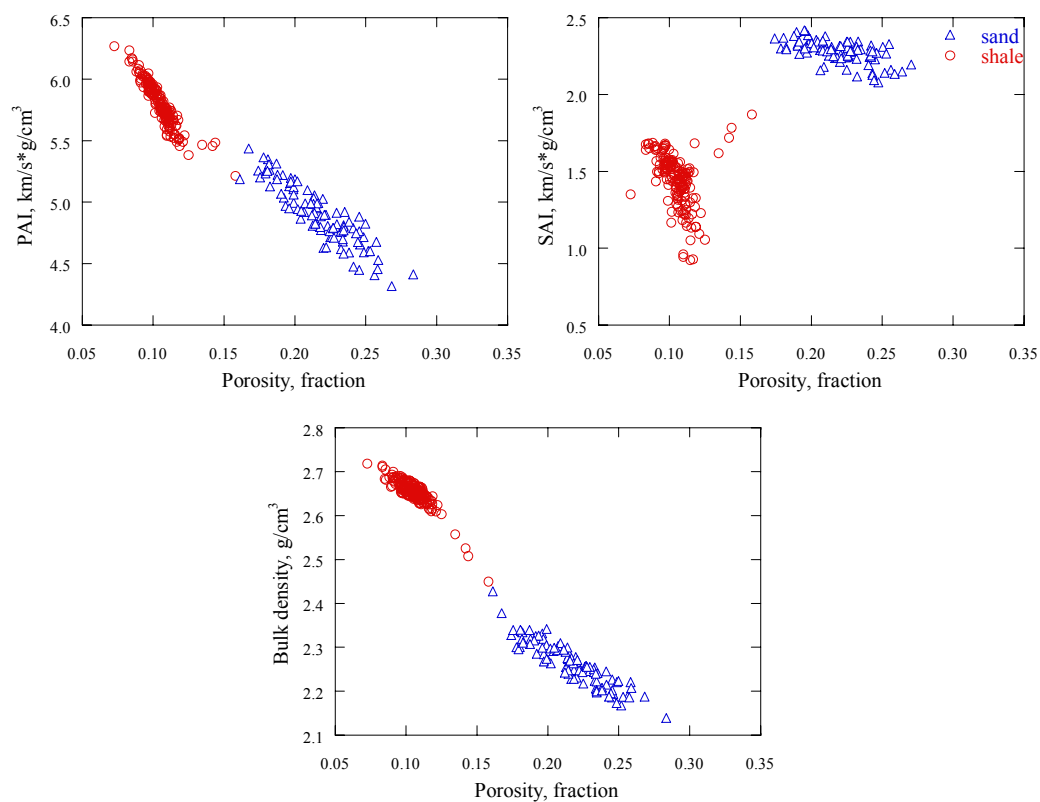 6.5
6.0
5.5
5.0
4.5
4.0
PAI, km/s*g/cm3
0.05 0.10 0.15 0.20 0.25 0.30 0.35
Porosity, fraction
2.5
2.0
1.5
1.0
0.5
SAI, km/s*g/cm3
sand
shale
0.05 0.10 0.15 0.20 0.25 0.30 0.35
Porosity, fraction
2.8
2.7
2.6
2.5
2.4
2.3
2.2
2.1
Bulk density, g/cm3
0.05 0.10 0.15 0.20 0.25 0.30 0.35
Porosity, fraction